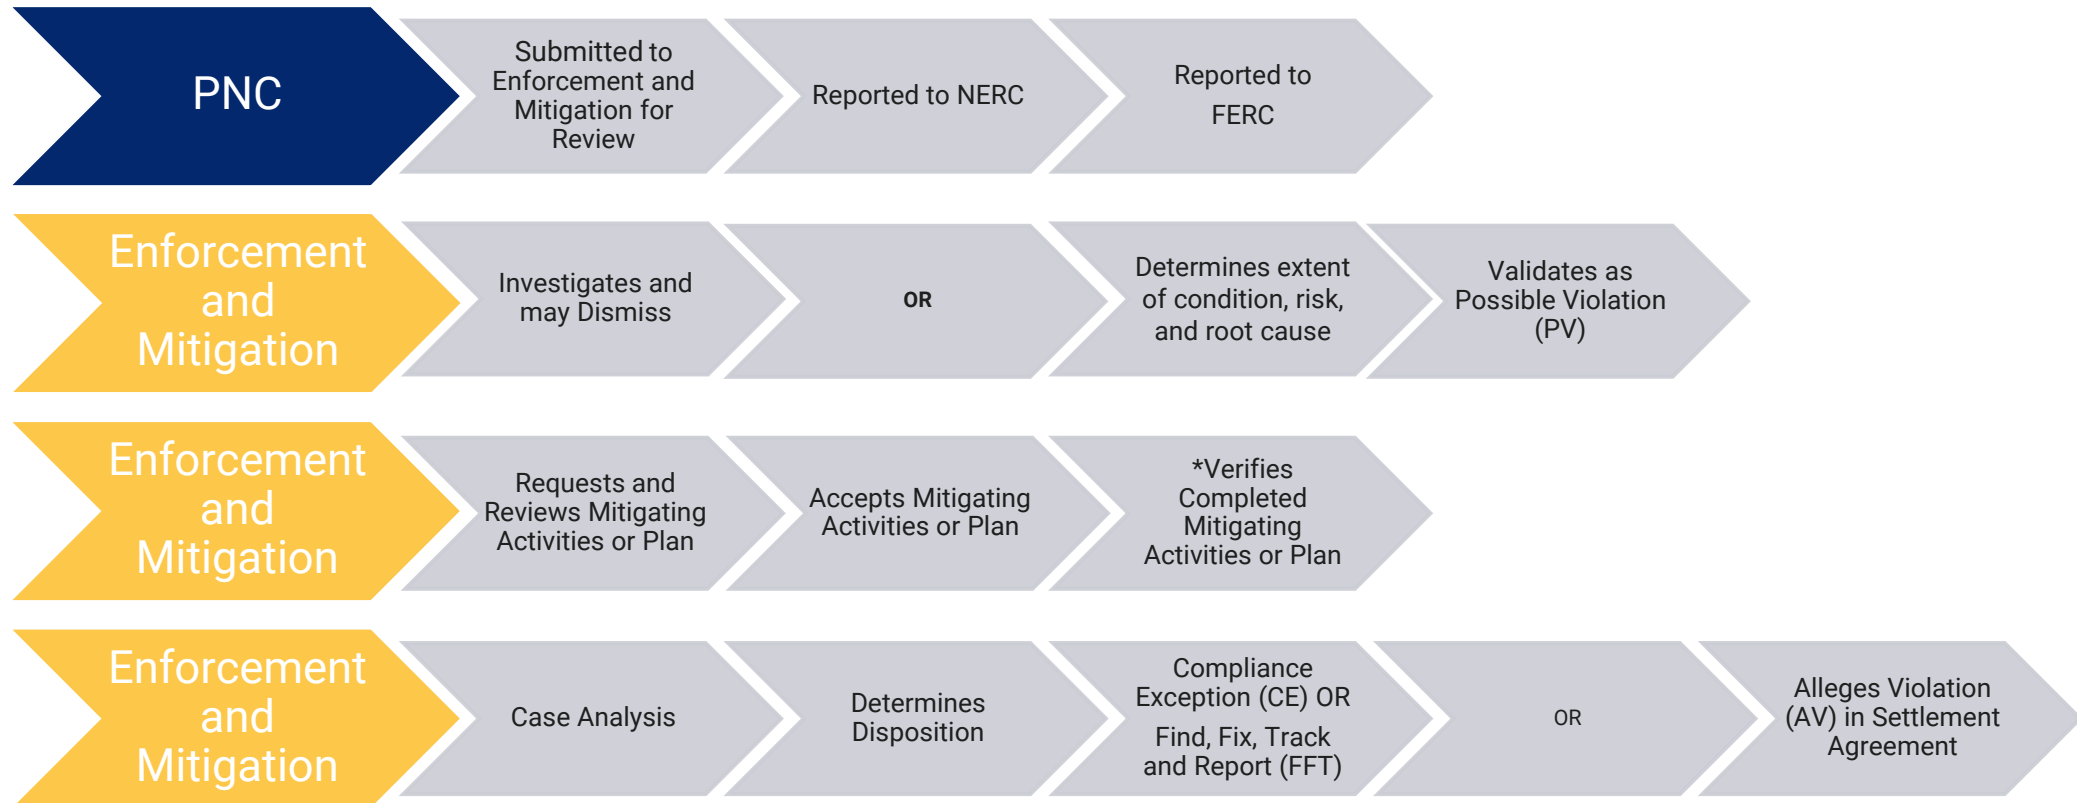 PNC
Submitted to
Enforcement and
Mitigation for
Review
Reported to NERC
Reported to
FERC
Enforcement
and
Mitigation
Investigates and
may Dismiss
OR
Determines extent
of condition, risk,
and root cause
Validates as
Possible Violation
(PV)
Enforcement
and
Mitigation
Requests and
Reviews Mitigating
Activities or Plan
Accepts Mitigating
Activities or Plan
*Verifies
Completed
Mitigating
Activities or Plan
Enforcement
and
Mitigation
Case Analysis
Determines
Disposition
Compliance
Exception (CE) OR
Find, Fix, Track
and Report (FFT)
OR
Alleges Violation
(AV) in Settlement
Agreement